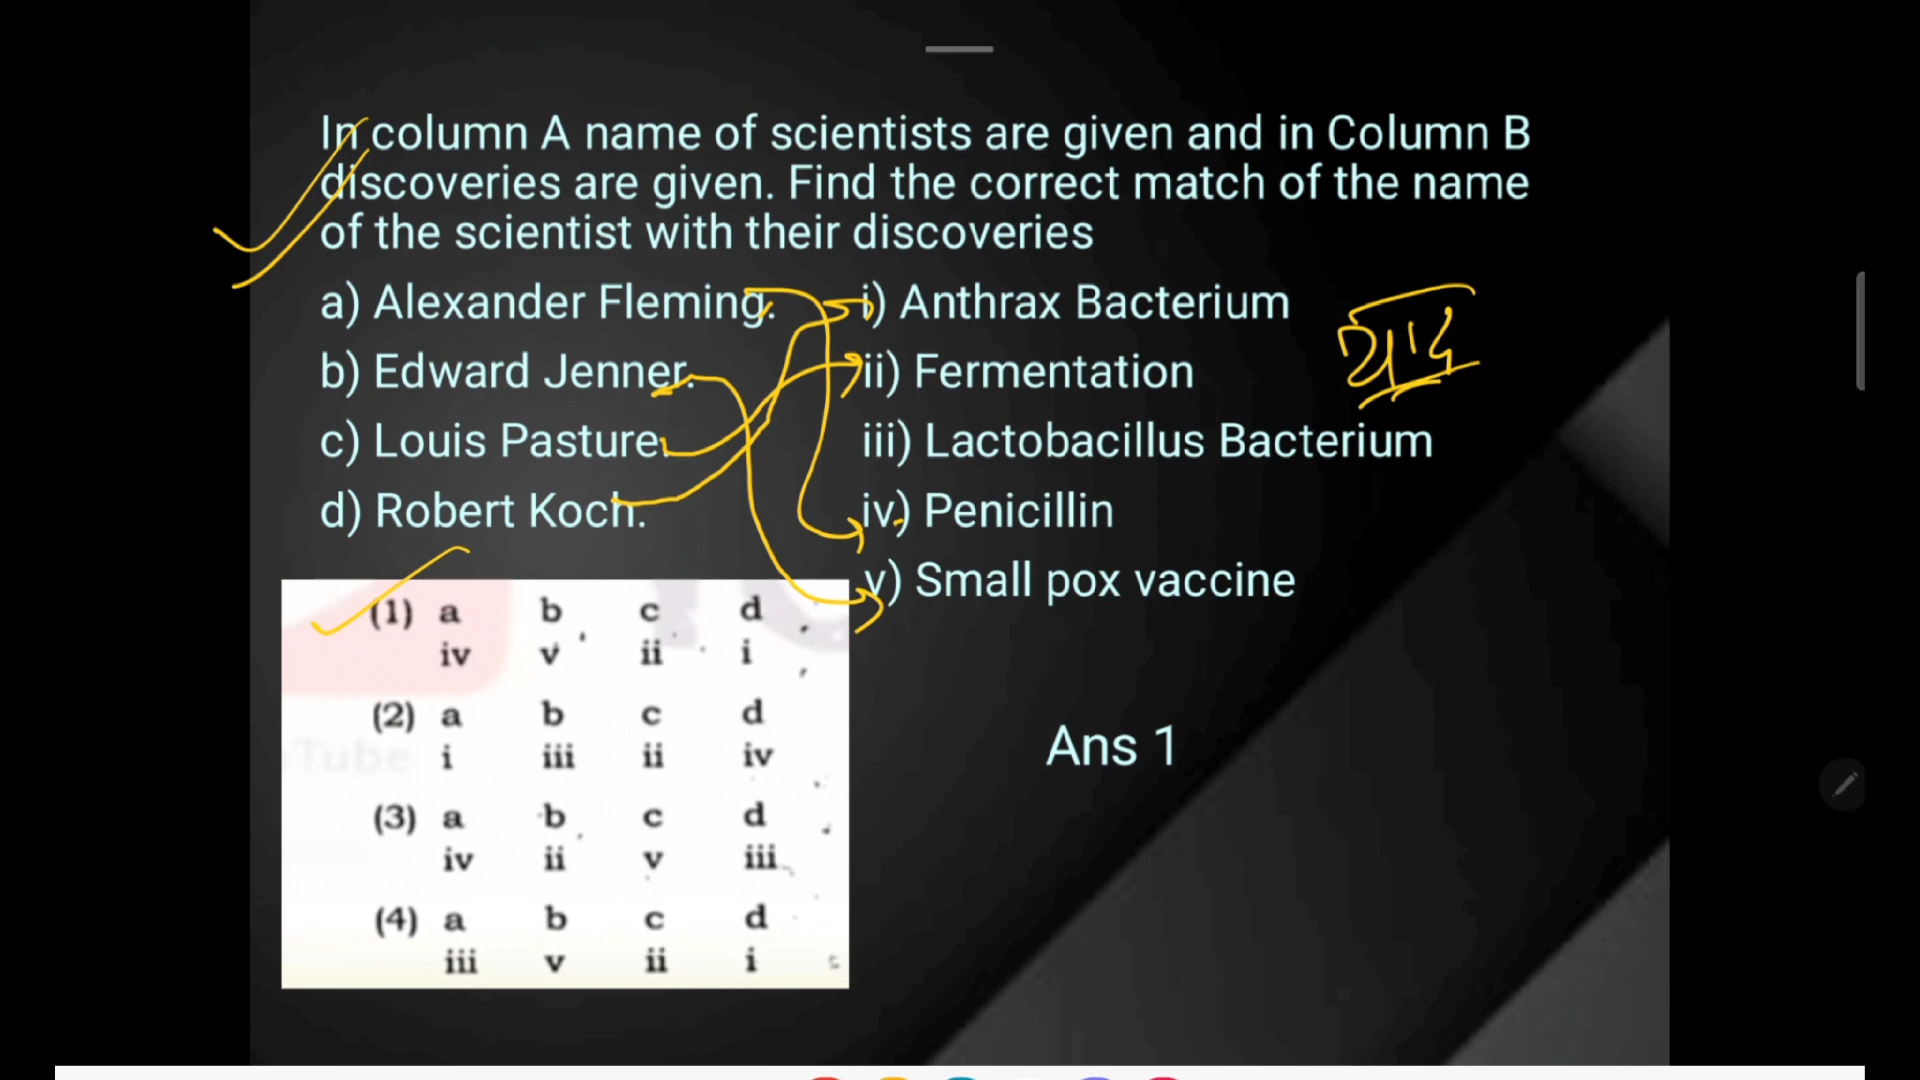 In column A name of scientists are given and in Column B
discoveries are given. Find the correct match of the name
of the scientist with their discoveries
a) Alexander Fleming. i) Anthrax Bacterium
b) Edward Jenner. ii) Fermentation
c) Louis Pasture. iii) Lactobacillus Bacterium
d) Robert Koch. iv) Penicillin
v) Small pox vaccine
(1) a b c d
iv v ii i
(2) a b c d
i iii ii iv
(3) a b c d
iv ii v iii
(4) a b c d
iii v ii i
Tube
Ans 1